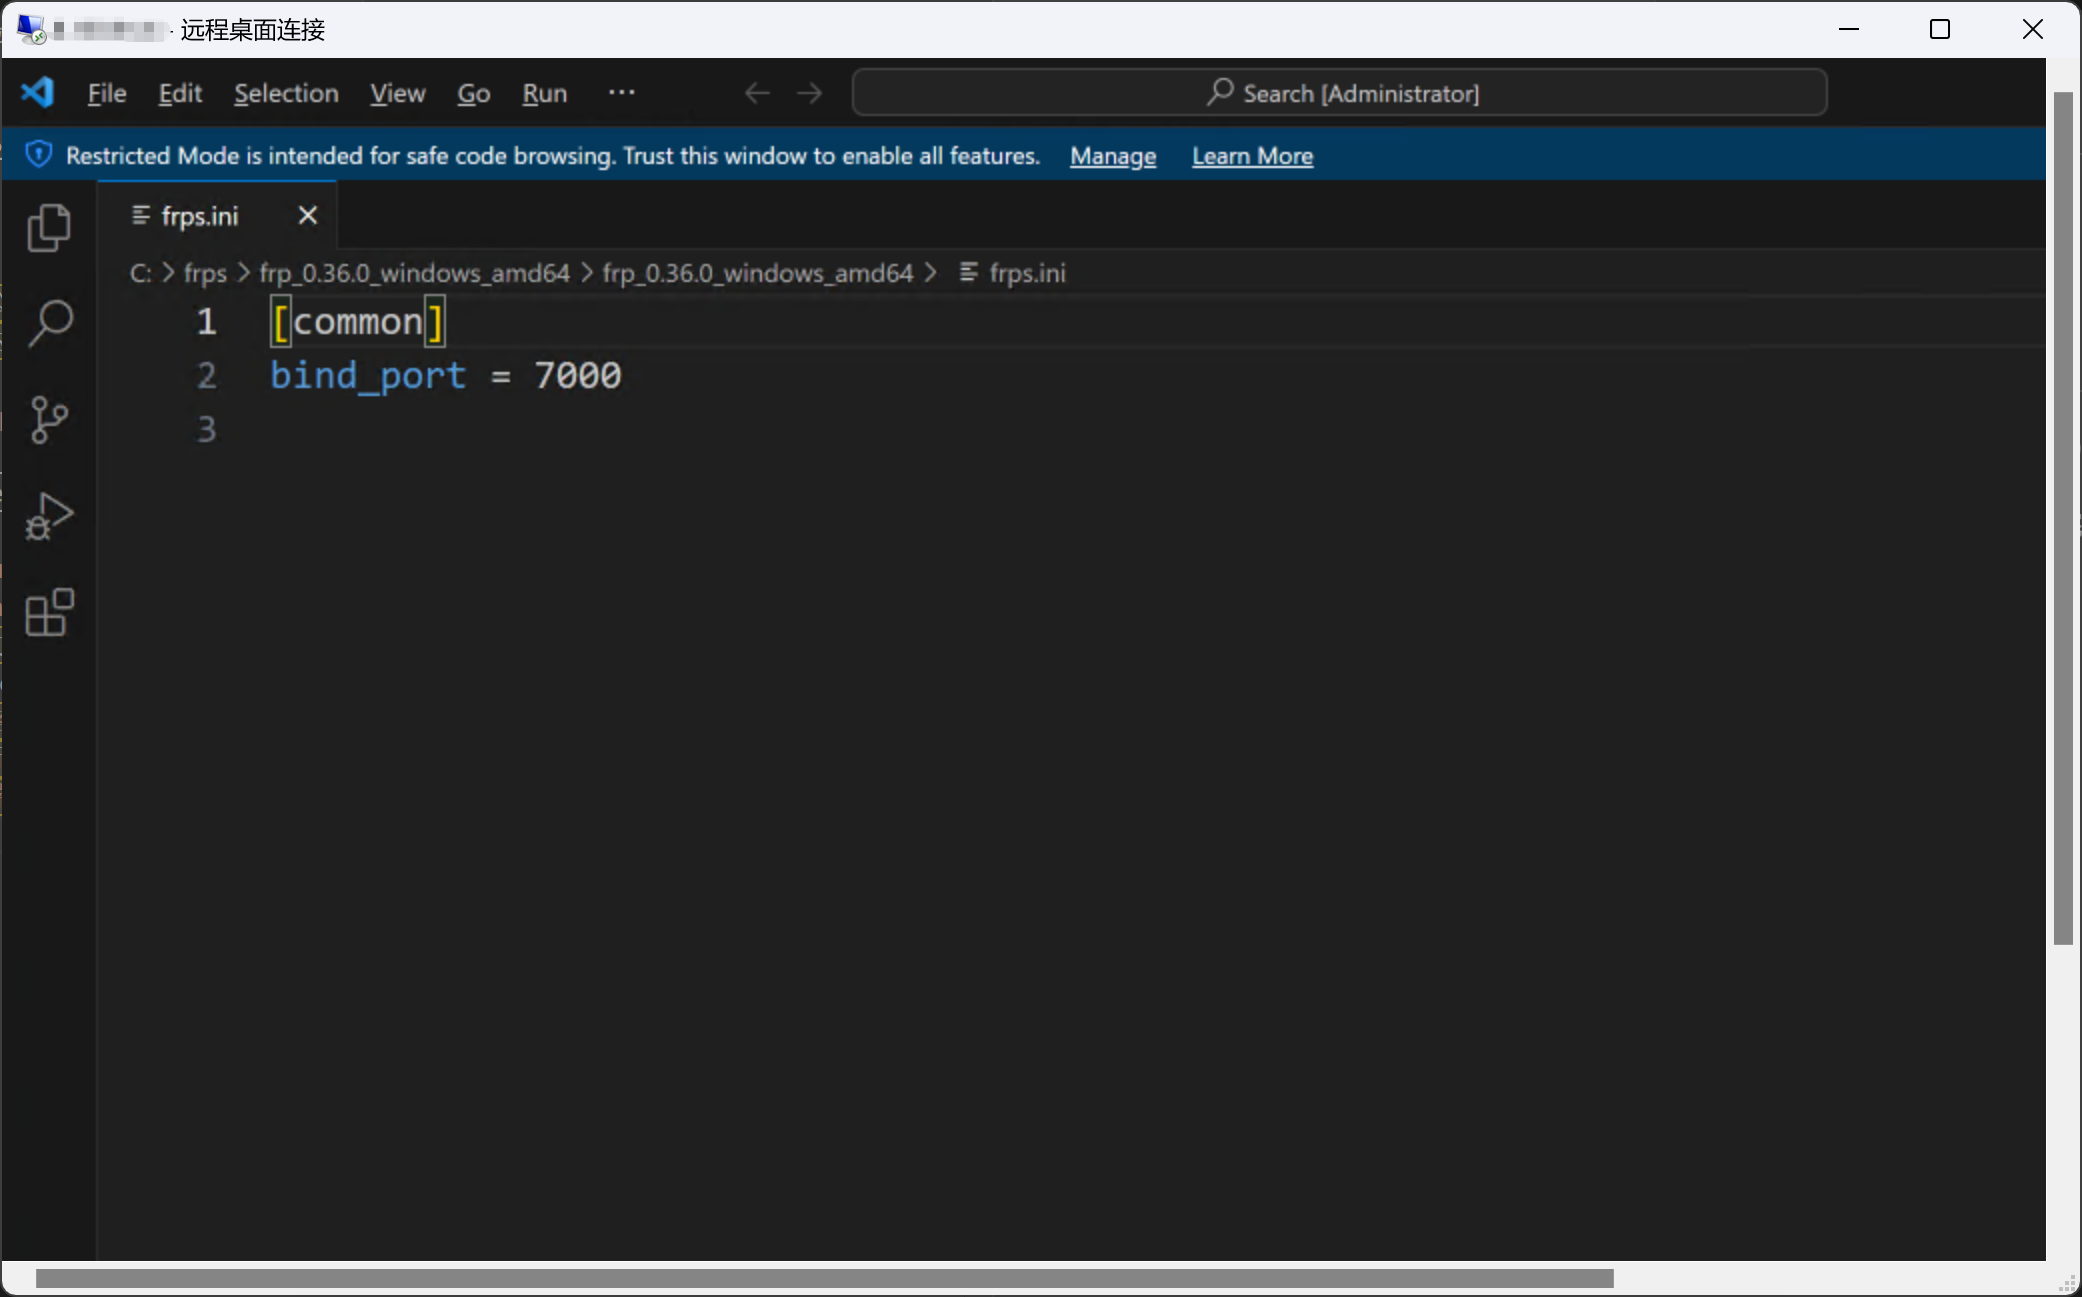 - 远程桌面连接
File Edit Selection View Go Run ··· Search [Administrator]
Restricted Mode is intended for safe code browsing. Trust this window to enable all features. Manage Learn More
frps.ini
C: > frps > frp_0.36.0_windows_amd64 > frp_0.36.0_windows_amd64 > frps.ini
1 [common]
2 bind_port = 7000
3